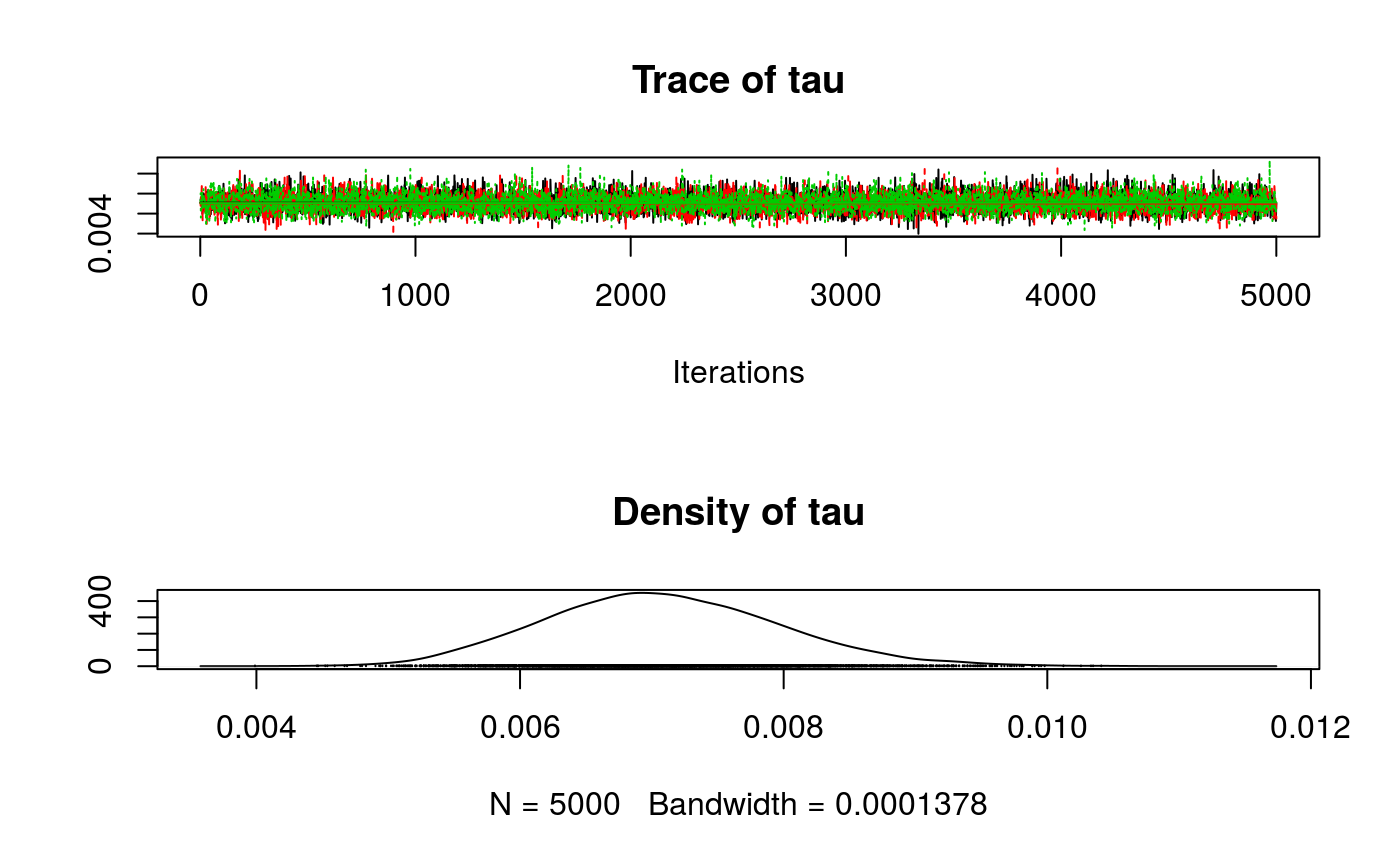 Trace of tau
0.004
0 1000 2000 3000 4000 5000
Iterations
Density of tau
0 400
0.004 0.006 0.008 0.010 0.012
N = 5000 Bandwidth = 0.0001378